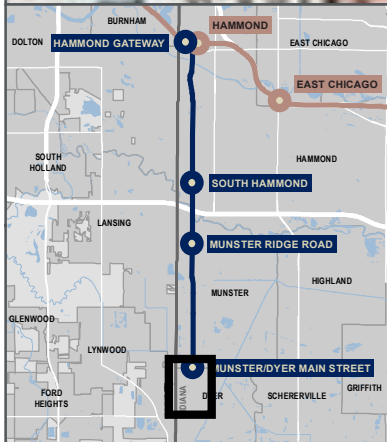 BURNHAM
HAMMOND
DOLTON
HAMMOND GATEWAY
EAST CHICAGO
EAST CHICAGO
SOUTH
HOLLAND
HAMMOND
SOUTH HAMMOND
LANSING
MUNSTER RIDGE ROAD
HIGHLAND
MUNSTER
GLENWOOD
LYNWOOD
MUNSTER/DYER MAIN STREET
FORD
HEIGHTS
DIANA
DYER
SCHERERVILLE
GRIFFITH